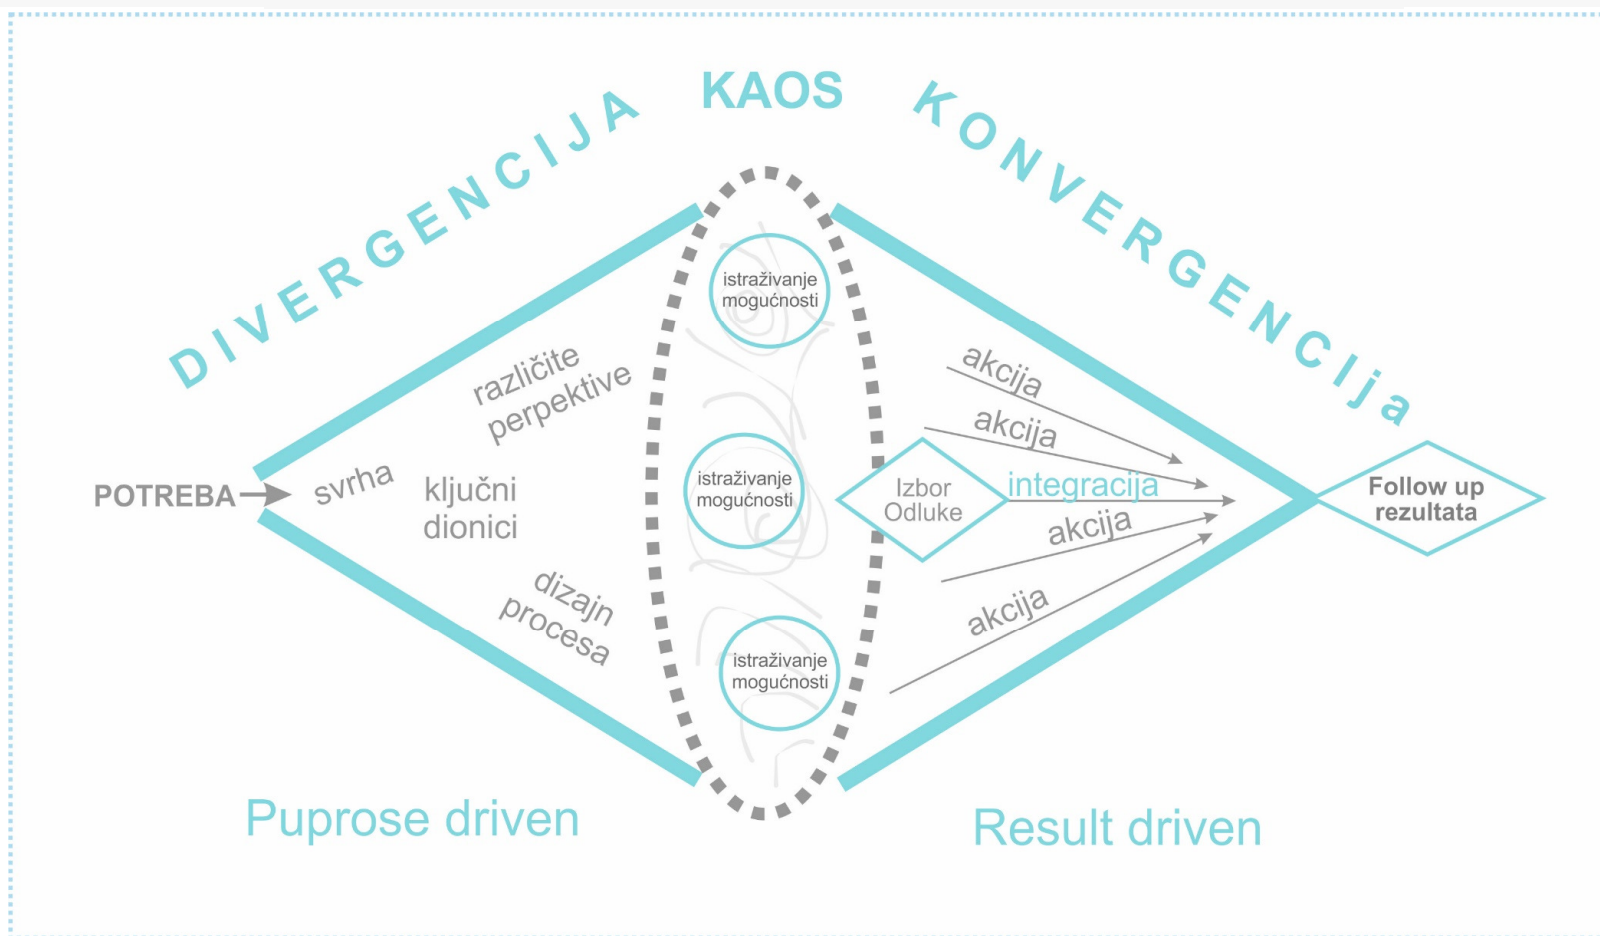 DIVERGENCIJA
KAOS
KONVERGENCIja
POTREBA
svrha
ključni
dionici
različite
perpektive
dizajn
procesa
istraživanje
mogućnosti
istraživanje
mogućnosti
istraživanje
mogućnosti
Izbor
Odluke
akcija
akcija
integracija
akcija
akcija
Follow up
rezultata
Puprose driven
Result driven